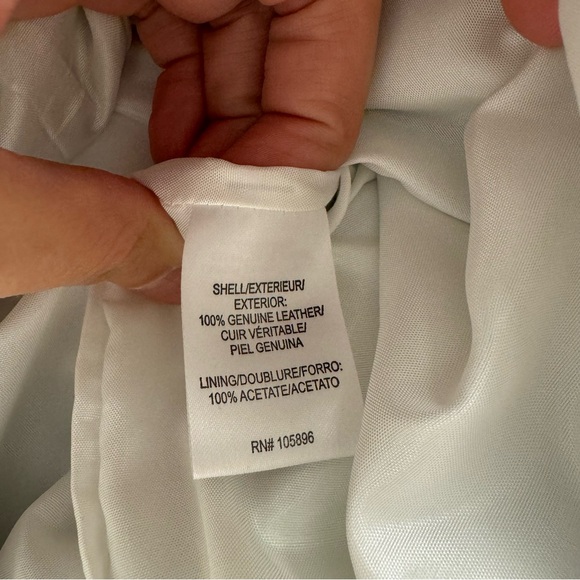 SHELL/EXTERIEUR/
EXTERIOR:
100% GENUINE LEATHER/
CUIR VÉRITABLE/
PIEL GENUINA
LINING/DOUBLURE/FORRO:
100% ACETATE/ACETATO
RN# 105896